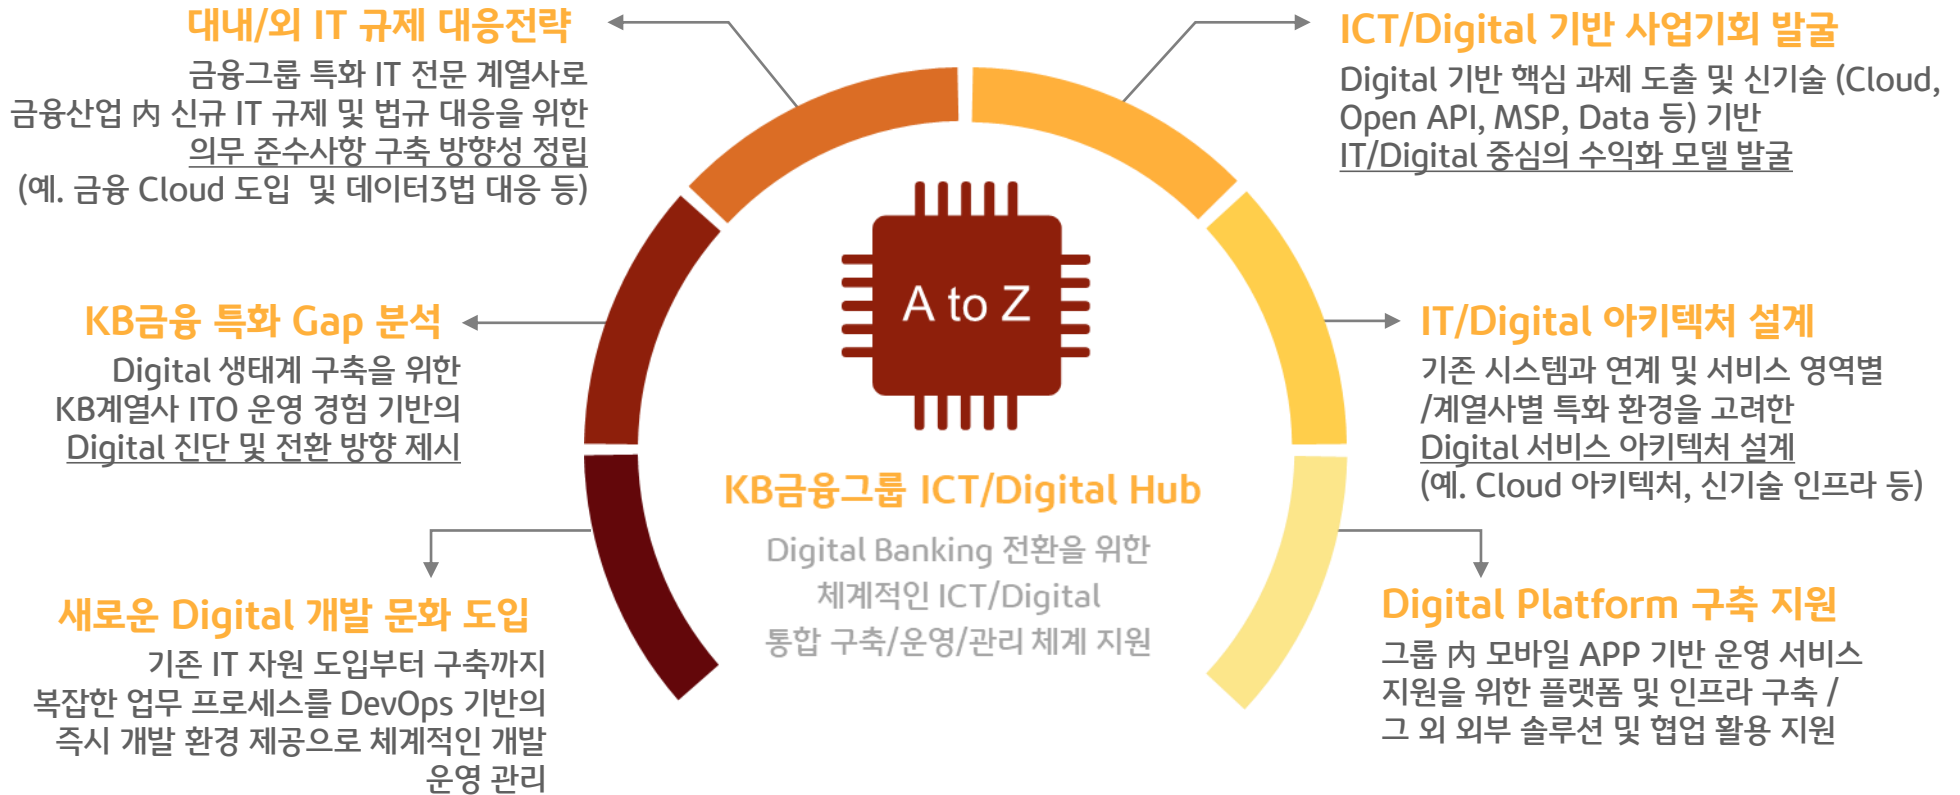 대내/외 IT 규제 대응전략
금융그룹 특화 IT 전문 계열사로
금융산업 內 신규 IT 규제 및 법규 대응을 위한
의무 준수사항 구축 방향성 정립
(예. 금융 Cloud 도입 및 데이터3법 대응 등)
ICT/Digital 기반 사업기회 발굴
Digital 기반 핵심 과제 도출 및 신기술 (Cloud,
Open API, MSP, Data 등) 기반
IT/Digital 중심의 수익화 모델 발굴
KB금융 특화 Gap 분석
Digital 생태계 구축을 위한
KB계열사 ITO 운영 경험 기반의
Digital 진단 및 전환 방향 제시
A to Z
IT/Digital 아키텍처 설계
기존 시스템과 연계 및 서비스 영역별
/계열사별 특화 환경을 고려한
Digital 서비스 아키텍처 설계
(예. Cloud 아키텍처, 신기술 인프라 등)
KB금융그룹 ICT/Digital Hub
Digital Banking 전환을 위한
체계적인 ICT/Digital
통합 구축/운영/관리 체계 지원
새로운 Digital 개발 문화 도입
기존 IT 자원 도입부터 구축까지
복잡한 업무 프로세스를 DevOps 기반의
즉시 개발 환경 제공으로 체계적인 개발
운영 관리
Digital Platform 구축 지원
그룹 內 모바일 APP 기반 운영 서비스
지원을 위한 플랫폼 및 인프라 구축 /
그 외 외부 솔루션 및 협업 활용 지원